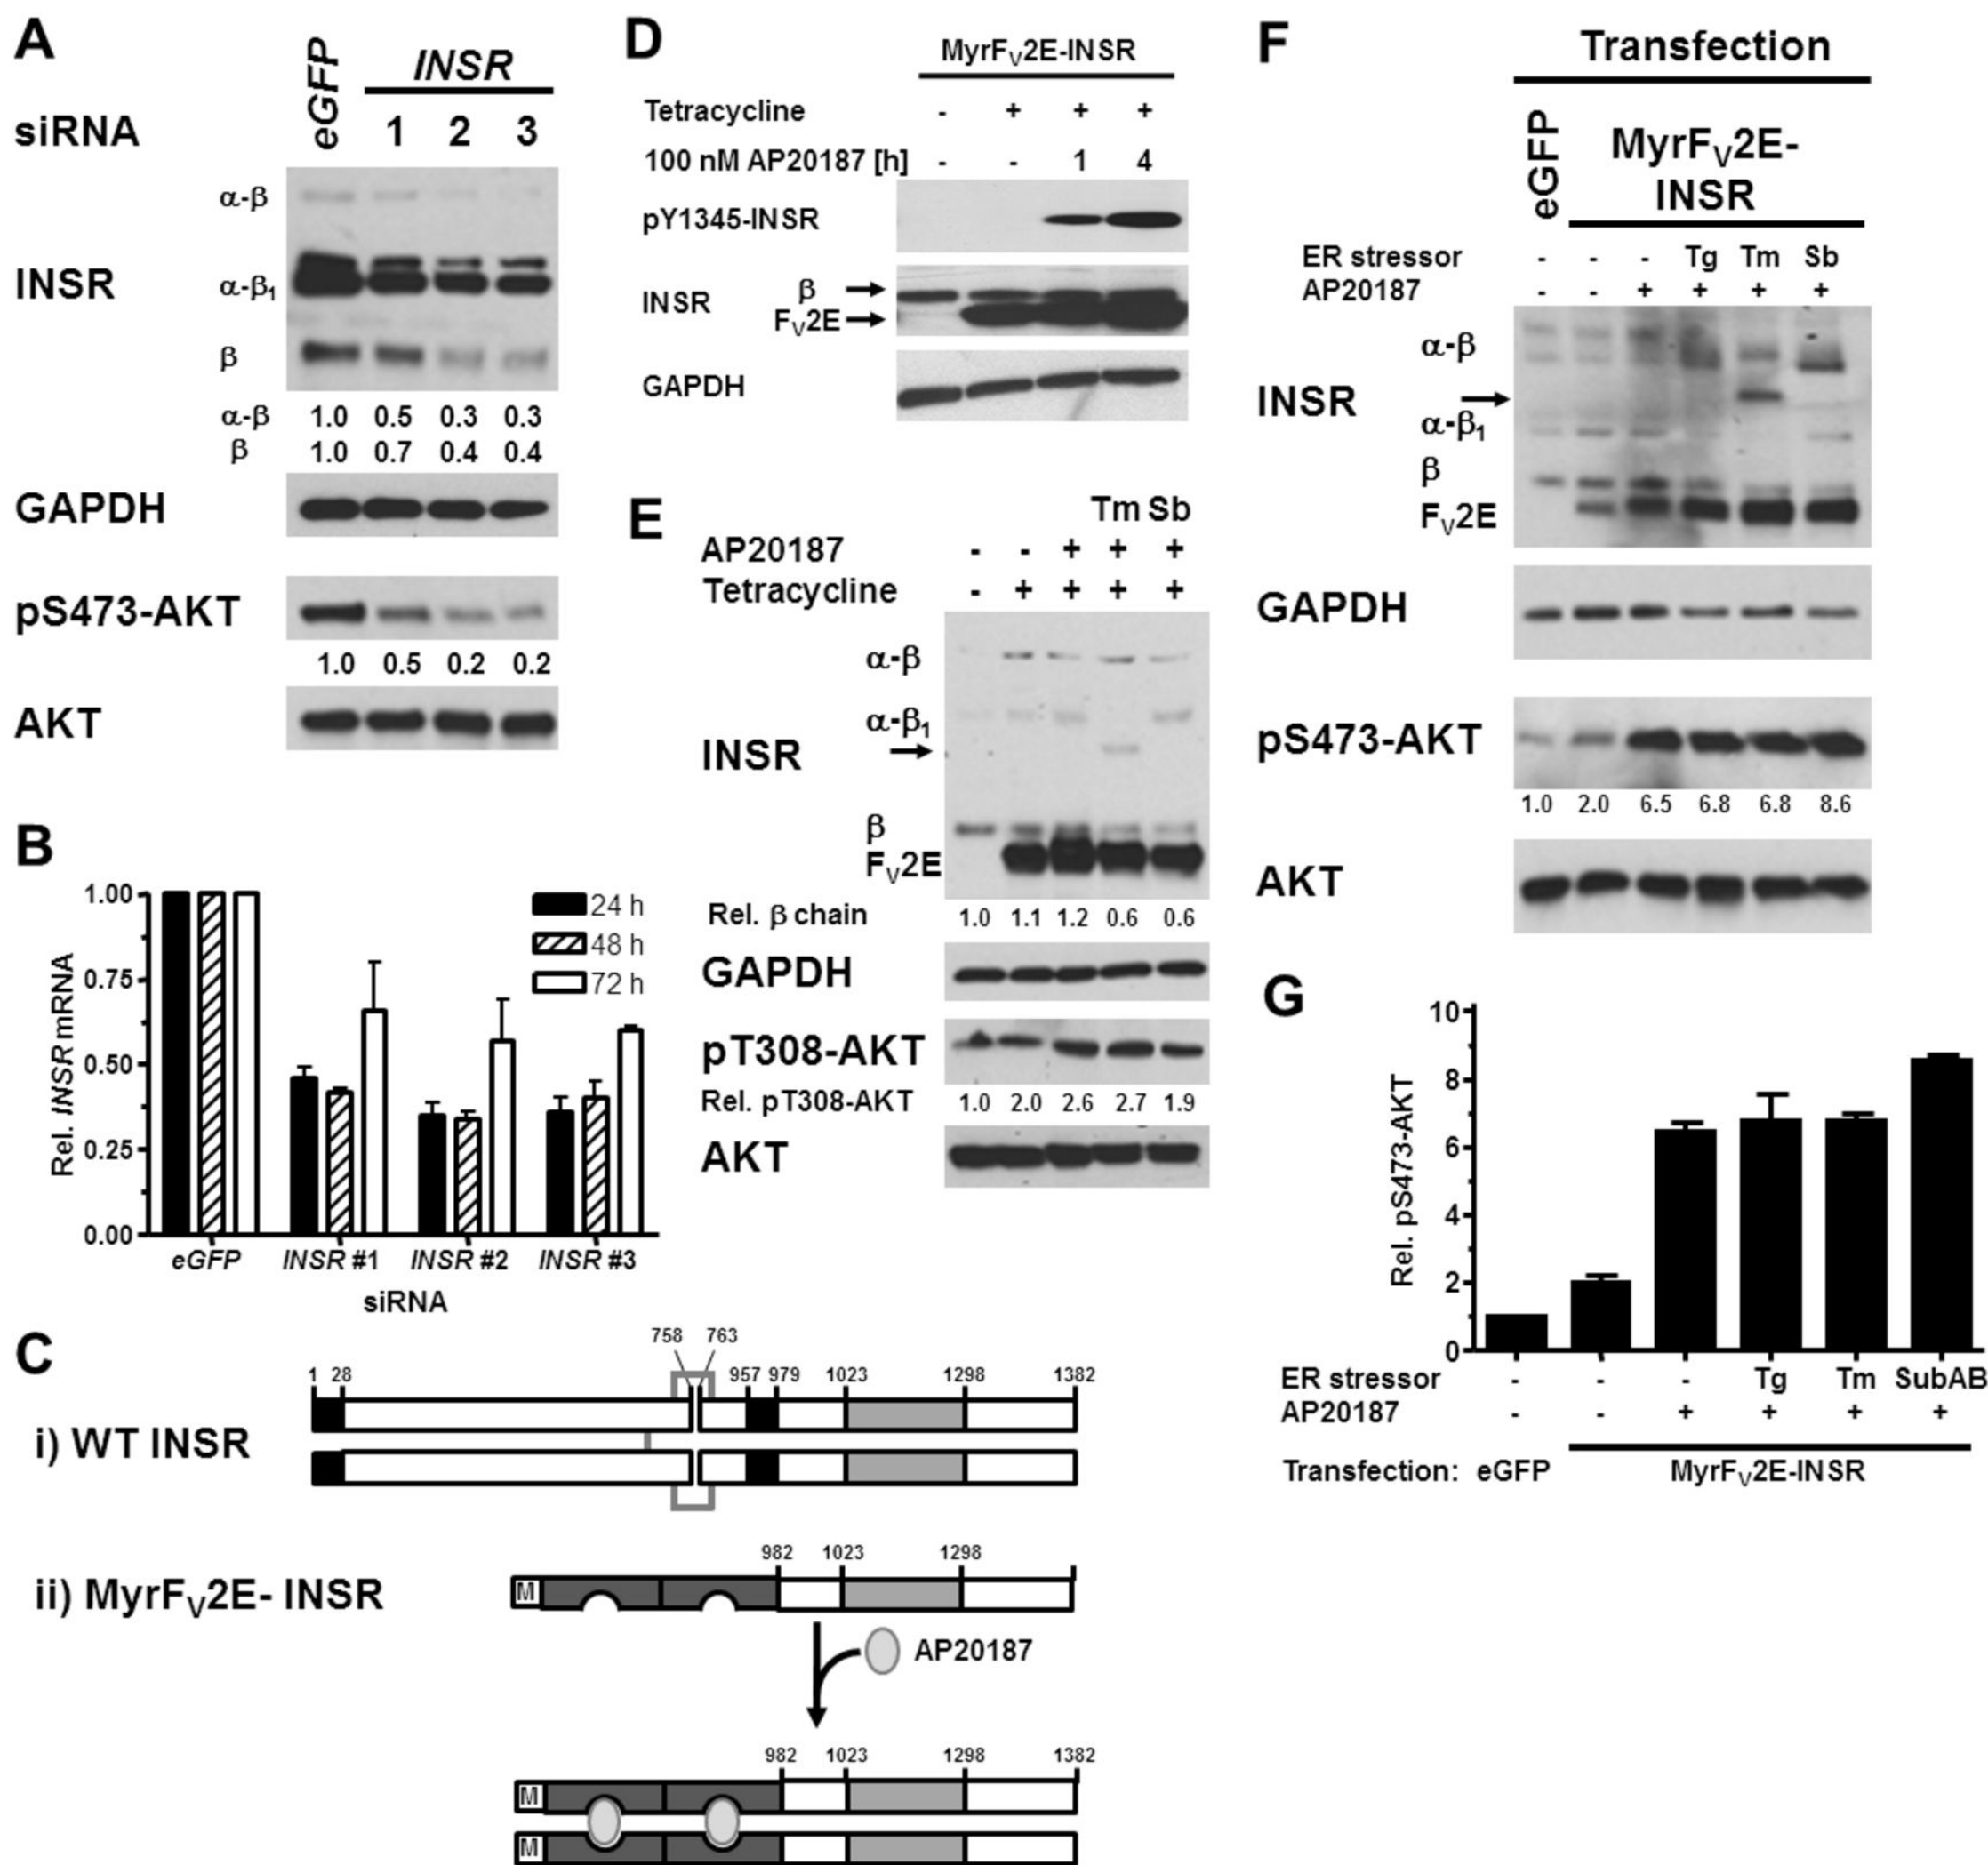 A
eGFP
INSR
siRNA 1 2 3
α-β
INSR
α-β1
β
α-β 1.0 0.5 0.3 0.3
β 1.0 0.7 0.4 0.4
GAPDH
pS473-AKT
1.0 0.5 0.2 0.2
AKT
B
1.00
0.75
0.50
0.25
0.00
Rel. INSR mRNA
24 h
48 h
72 h
eGFP INSR #1 INSR #2 INSR #3
siRNA
C
758 763
1 28 957 979 1023 1298 1382
i) WT INSR
982 1023 1298
ii) MyrFV2E- INSR
M
AP20187
982 1023 1298 1382
M
M
D
MyrFV2E-INSR
Tetracycline - + + +
100 nM AP20187 [h] - - 1 4
pY1345-INSR
INSR
β
FV2E
GAPDH
E
Tm Sb
AP20187 - - + + +
Tetracycline - + + + +
α-β
α-β1
INSR
β
FV2E
Rel. β chain 1.0 1.1 1.2 0.6 0.6
GAPDH
pT308-AKT
Rel. pT308-AKT 1.0 2.0 2.6 2.7 1.9
AKT
F
Transfection
eGFP
MyrFV2E-
INSR
ER stressor - - - Tg Tm Sb
AP20187 - - + + + +
α-β
INSR
α-β1
β
FV2E
GAPDH
pS473-AKT
1.0 2.0 6.5 6.8 6.8 8.6
AKT
G
10
8
6
4
2
0
Rel. pS473-AKT
ER stressor - - - Tg Tm SubAB
AP20187 - - + + + +
Transfection: eGFP MyrFV2E-INSR